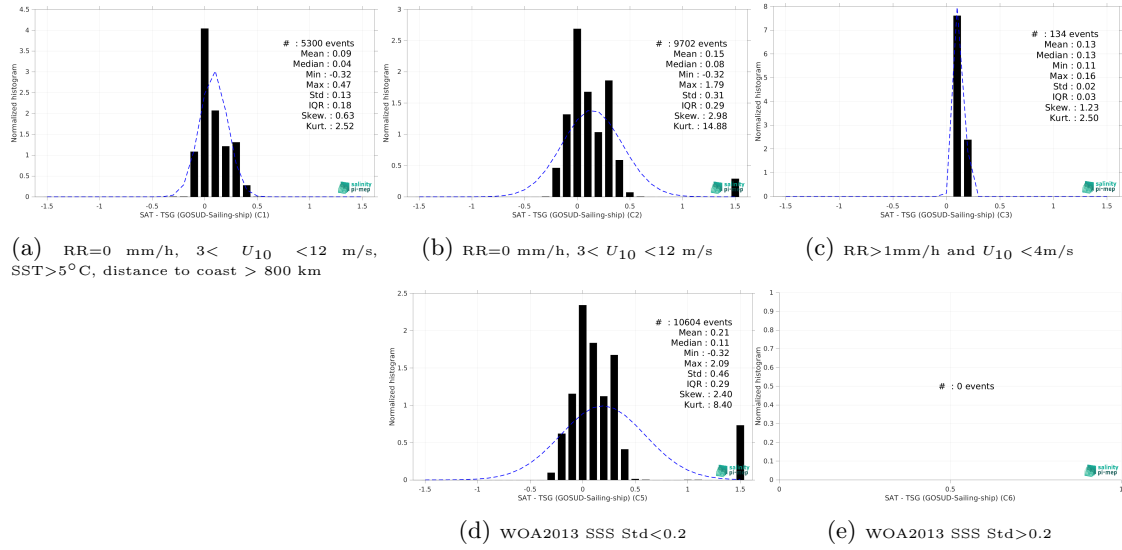 4.5
4
3.5
3
2.5
2
1.5
1
0.5
0
Normalized histogram
# : 5300 events
Mean : 0.09
Median : 0.04
Min : -0.32
Max : 0.47
Std : 0.13
IQR : 0.18
Skew. : 0.63
Kurt. : 2.52
salinity
pi-mep
-1.5 -1 -0.5 0 0.5 1 1.5
SAT - TSG (GOSUD-Sailing-ship) (C1)
(a) RR=0 mm/h, 3< U10 <12 m/s,
SST>5°C, distance to coast > 800 km
3
2.5
2
1.5
1
0.5
0
Normalized histogram
# : 9702 events
Mean : 0.15
Median : 0.08
Min : -0.32
Max : 1.79
Std : 0.31
IQR : 0.29
Skew. : 2.98
Kurt. : 14.88
salinity
pi-mep
-1.5 -1 -0.5 0 0.5 1 1.5
SAT - TSG (GOSUD-Sailing-ship) (C2)
(b) RR=0 mm/h, 3< U10 <12 m/s
8
7
6
5
4
3
2
1
0
Normalized histogram
# : 134 events
Mean : 0.13
Median : 0.13
Min : 0.11
Max : 0.16
Std : 0.02
IQR : 0.03
Skew. : 1.23
Kurt. : 2.50
salinity
pi-mep
-1.5 -1 -0.5 0 0.5 1 1.5
SAT - TSG (GOSUD-Sailing-ship) (C3)
(c) RR>1mm/h and U10 <4m/s
2.5
2
1.5
1
0.5
0
Normalized histogram
# : 10604 events
Mean : 0.21
Median : 0.11
Min : -0.32
Max : 2.09
Std : 0.46
IQR : 0.29
Skew. : 2.40
Kurt. : 8.40
salinity
pi-mep
-1.5 -1 -0.5 0 0.5 1 1.5
SAT - TSG (GOSUD-Sailing-ship) (C5)
(d) WOA2013 SSS Std<0.2
1
0.9
0.8
0.7
0.6
0.5
0.4
0.3
0.2
0.1
0
Normalized histogram
# : 0 events
salinity
pi-mep
0 0.5 1
SAT - TSG (GOSUD-Sailing-ship) (C6)
(e) WOA2013 SSS Std>0.2